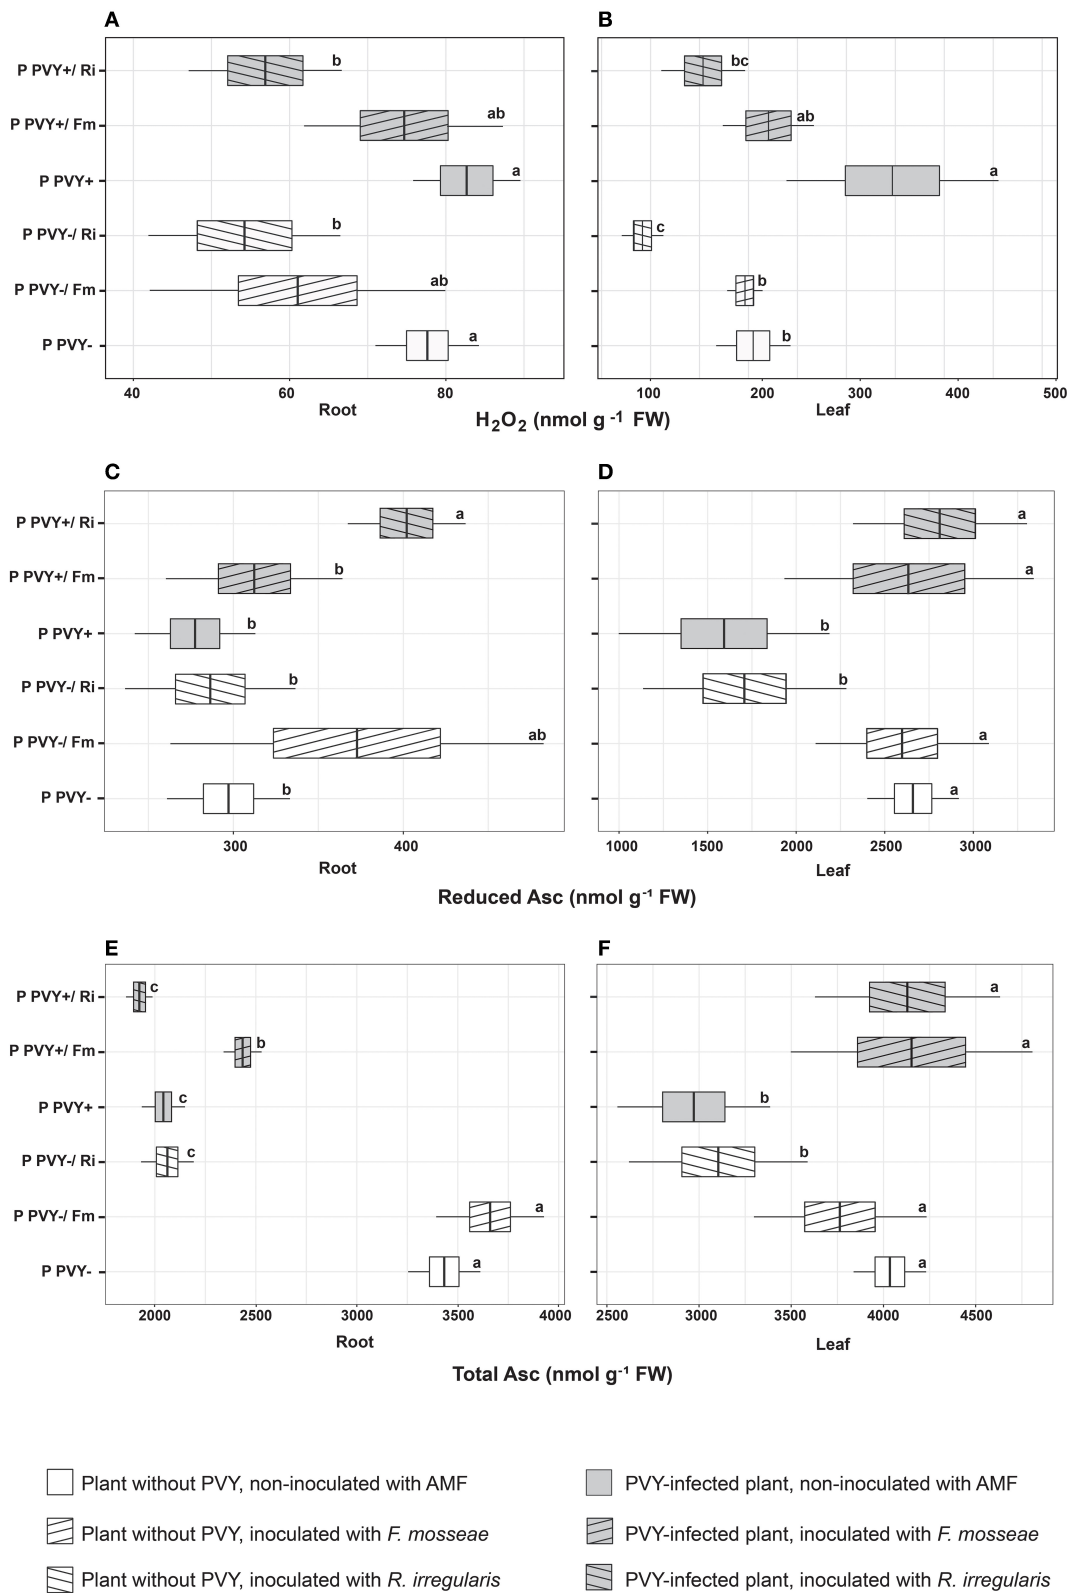 A
B
P PVY+/ Ri
b
bc
P PVY+/ Fm
ab
ab
P PVY+
a
a
P PVY-/ Ri
b
c
P PVY-/ Fm
ab
b
P PVY-
a
b
40 60 80
100 200 300 400 500
Root
Leaf
H₂O₂ (nmol g ⁻¹ FW)
C
D
P PVY+/ Ri
a
a
P PVY+/ Fm
b
a
P PVY+
b
b
P PVY-/ Ri
b
b
P PVY-/ Fm
ab
a
P PVY-
b
a
300 400
1000 1500 2000 2500 3000
Root
Leaf
Reduced Asc (nmol g⁻¹ FW)
E
F
P PVY+/ Ri
c
a
P PVY+/ Fm
b
a
P PVY+
c
b
P PVY-/ Ri
c
b
P PVY-/ Fm
a
a
P PVY-
a
a
2000 2500 3000 3500 4000
2500 3000 3500 4000 4500
Root
Leaf
Total Asc (nmol g⁻¹ FW)
Plant without PVY, non-inoculated with AMF
PVY-infected plant, non-inoculated with AMF
Plant without PVY, inoculated with F. mosseae
PVY-infected plant, inoculated with F. mosseae
Plant without PVY, inoculated with R. irregularis
PVY-infected plant, inoculated with R. irregularis